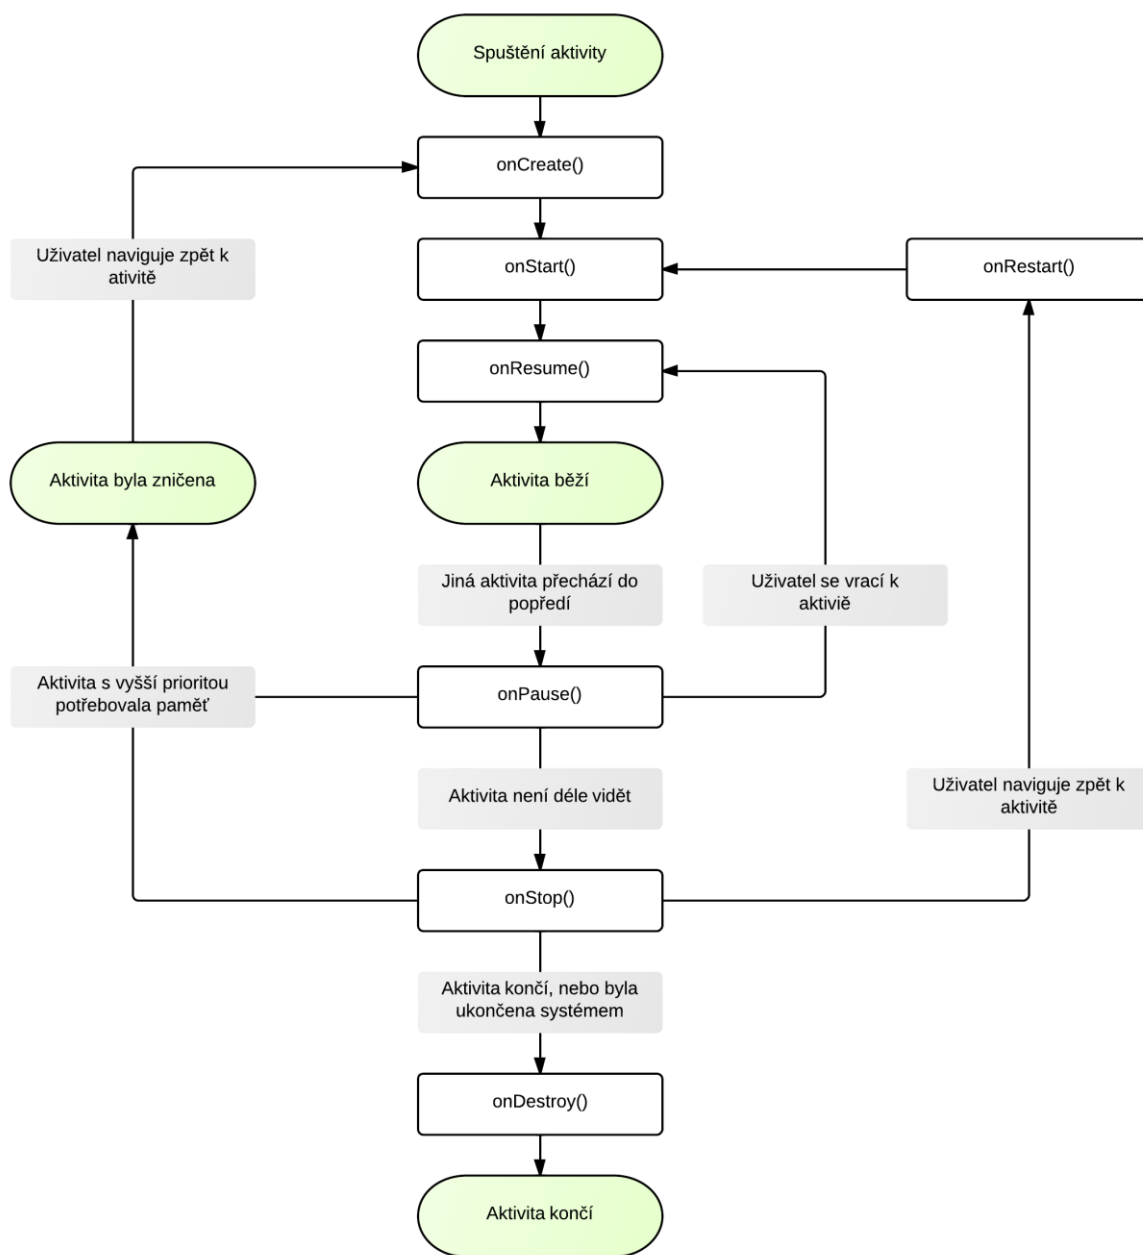 Spuštění aktivity
onCreate()
Uživatel naviguje zpět k
ativitě
onStart()
onRestart()
onResume()
Aktivita byla zničena
Aktivita běží
Jiná aktivita přechází do
popředí
Uživatel se vrací k
aktiviě
Aktivita s vyšší prioritou
potřebovala paměť
onPause()
Aktivita není déle vidět
Uživatel naviguje zpět k
aktivitě
onStop()
Aktivita končí, nebo byla
ukončena systémem
onDestroy()
Aktivita končí